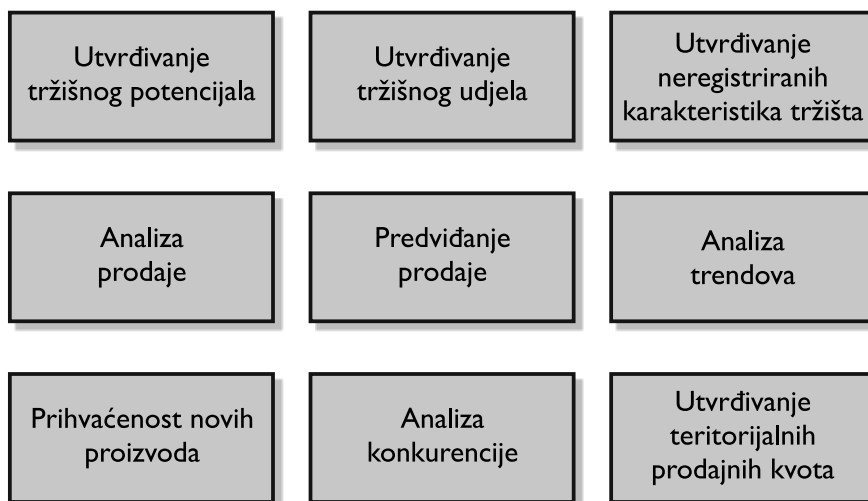 Utvrđivanje
tržišnog potencijala
Utvrđivanje
tržišnog udjela
Utvrđivanje
neregistriranih
karakteristika tržišta
Analiza
prodaje
Predviđanje
prodaje
Analiza
trendova
Prihvaćenost novih
proizvoda
Analiza
konkurencije
Utvrđivanje
teritorijalnih
prodajnih kvota